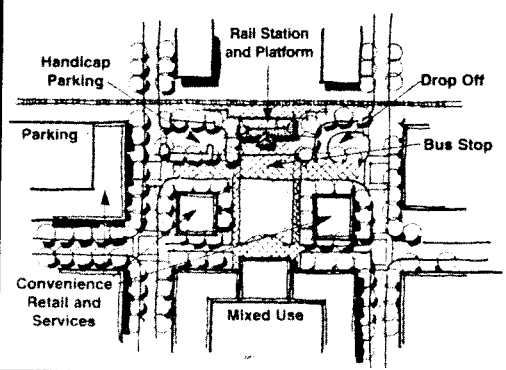 Rail Station
and Platform
Handicap
Parking
Drop Off
Parking
Bus Stop
Convenience
Retail and
Services
Mixed Use